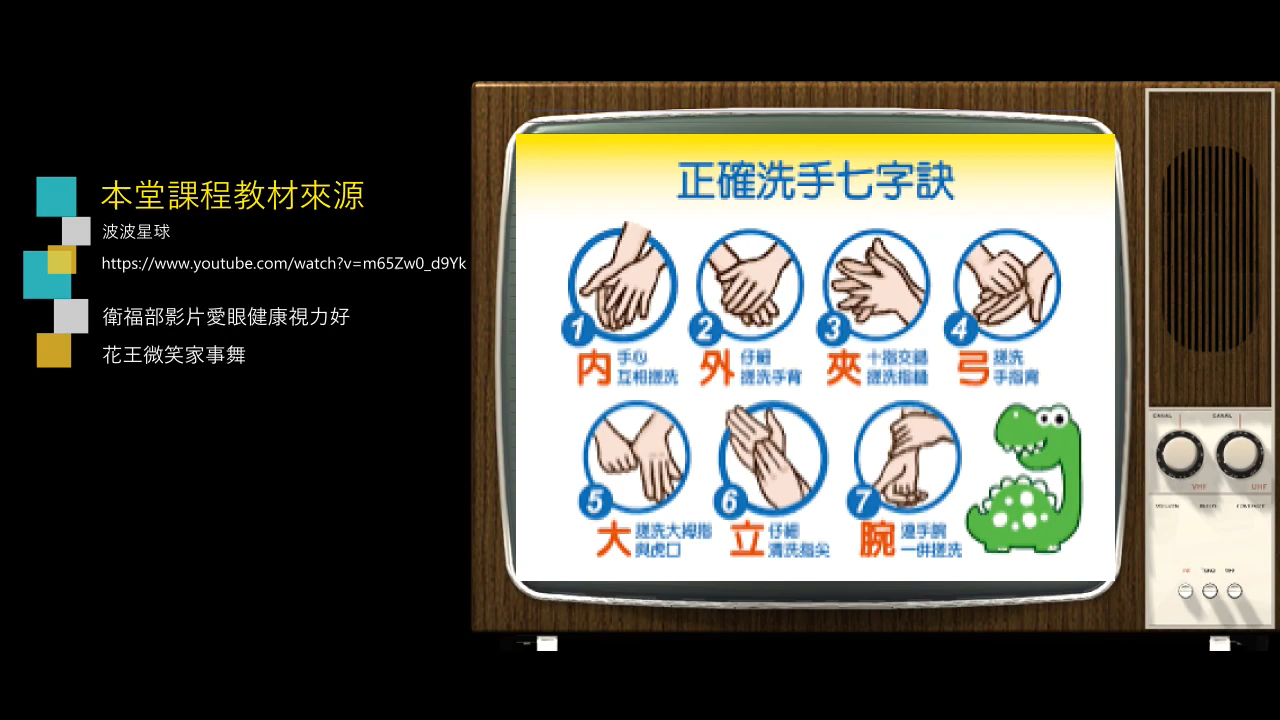 本堂課程教材來源
波波星球
https://www.youtube.com/watch?v=m65Zw0_d9Yk
衛福部影片愛眼健康視力好
花王微笑家事舞
正確洗手七字訣
1
內 手心
互相搓洗
2
外 仔細
搓洗手背
3
夾 十指交錯
搓洗指縫
4
弓 搓洗
手指背
5
大 搓洗大拇指
與虎口
6
立 仔細
清洗指尖
7
腕 連手腕
一併搓洗
CANAL CANAL
VHF UHF